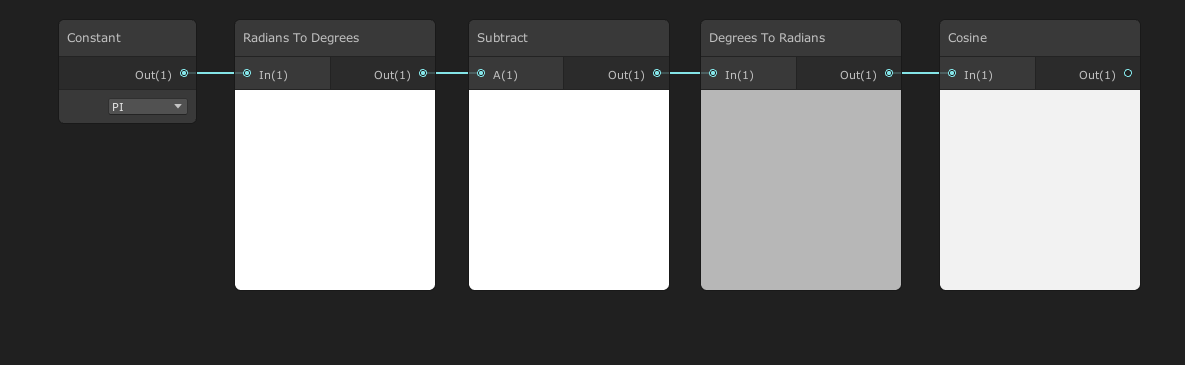 Constant
Out(1)
PI
Radians To Degrees
In(1)
Out(1)
Subtract
A(1)
Out(1)
Degrees To Radians
In(1)
Out(1)
Cosine
In(1)
Out(1)